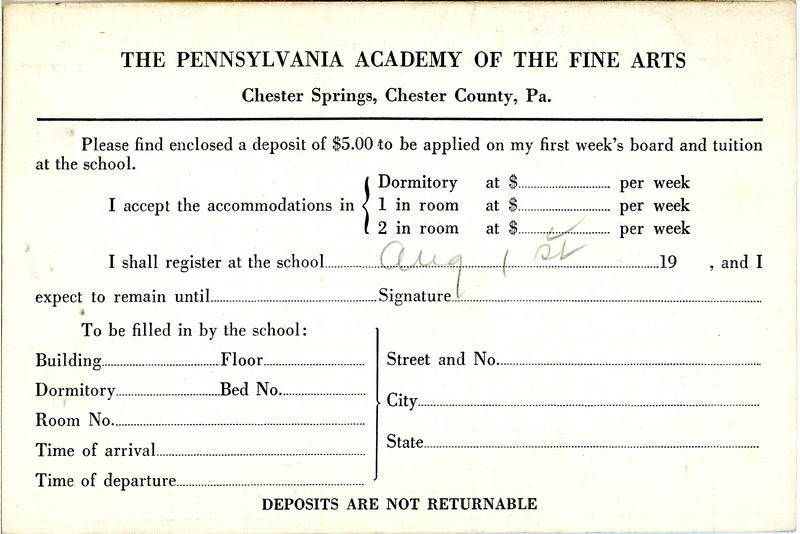 THE PENNSYLVANIA ACADEMY OF THE FINE ARTS
Chester Springs, Chester County, Pa.
Please find enclosed a deposit of $5.00 to be applied on my first week's board and tuition
at the school.
I accept the accommodations in { Dormitory at $ per week
1 in room at $ per week
2 in room at $ per week
I shall register at the school Aug 1st 19 , and I
expect to remain until Signature
To be filled in by the school:
Building Floor
Dormitory Bed No.
Room No.
Time of arrival
Time of departure
Street and No.
City
State
DEPOSITS ARE NOT RETURNABLE